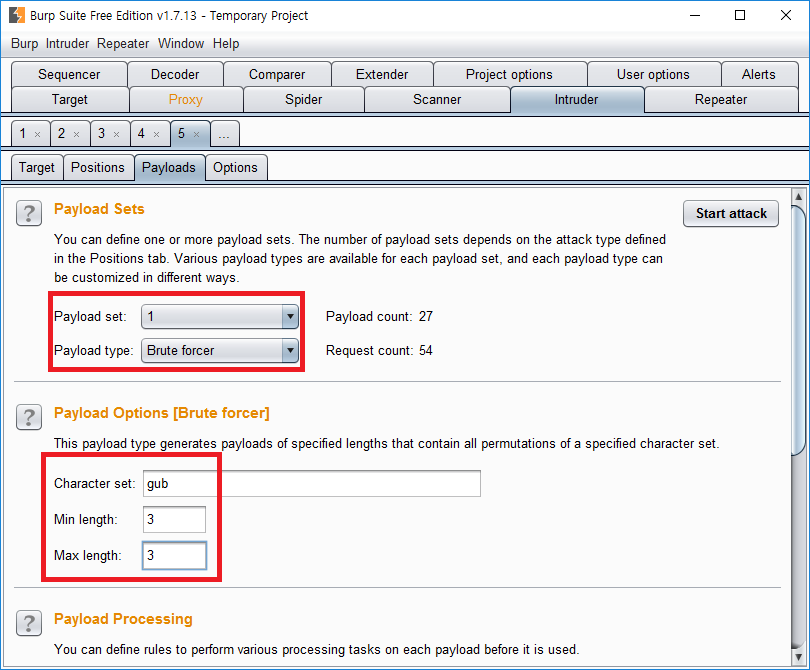 Burp Suite Free Edition v1.7.13 - Temporary Project
Burp Intruder Repeater Window Help
Sequencer Decoder Comparer Extender Project options User options Alerts
Target Proxy Spider Scanner Intruder Repeater
1 × 2 × 3 × 4 × 5 × ...
Target Positions Payloads Options
? Payload Sets
Start attack
You can define one or more payload sets. The number of payload sets depends on the attack type defined
in the Positions tab. Various payload types are available for each payload set, and each payload type can
be customized in different ways.
Payload set: 1 Payload count: 27
Payload type: Brute forcer Request count: 54
? Payload Options [Brute forcer]
This payload type generates payloads of specified lengths that contain all permutations of a specified character set.
Character set: gub
Min length: 3
Max length: 3
? Payload Processing
You can define rules to perform various processing tasks on each payload before it is used.